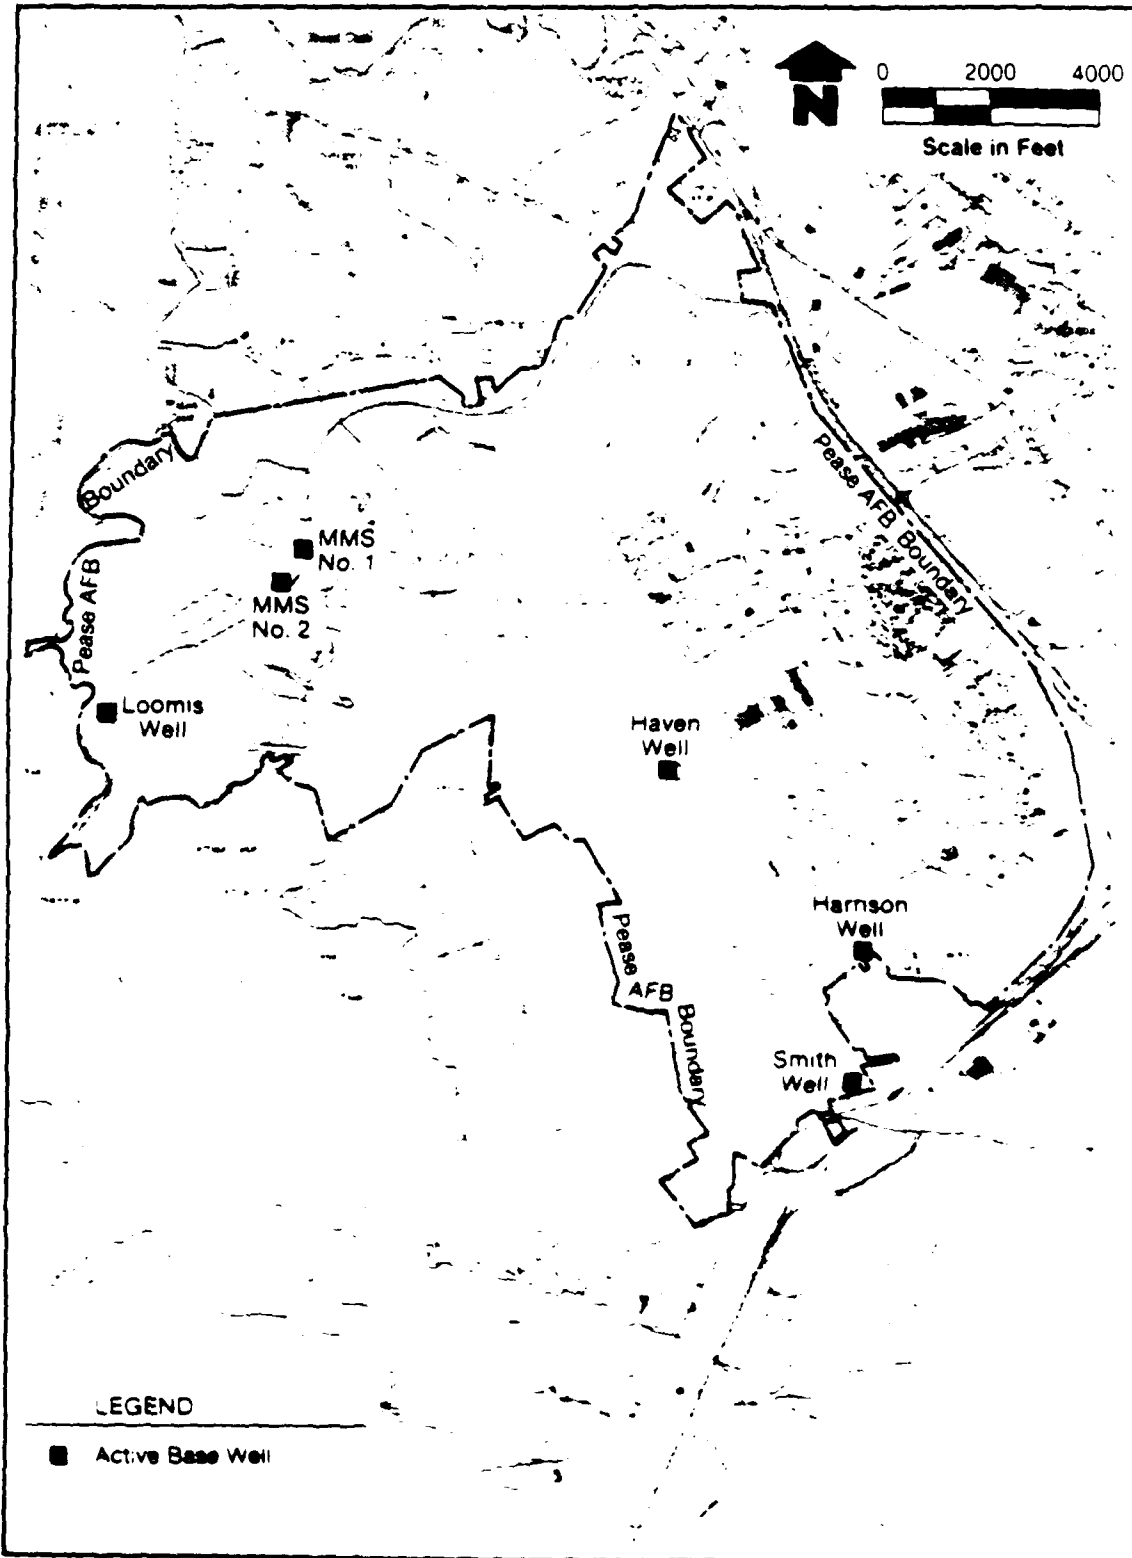 N
0 2000 4000
Scale in Feet
Pease AFB Boundary
Pease AFB Boundary
MMS
No. 1
MMS
No. 2
Loomis
Well
Haven
Well
Harrison
Well
Pease
AFB
Boundary
Smith
Well
LEGEND
Active Base Well